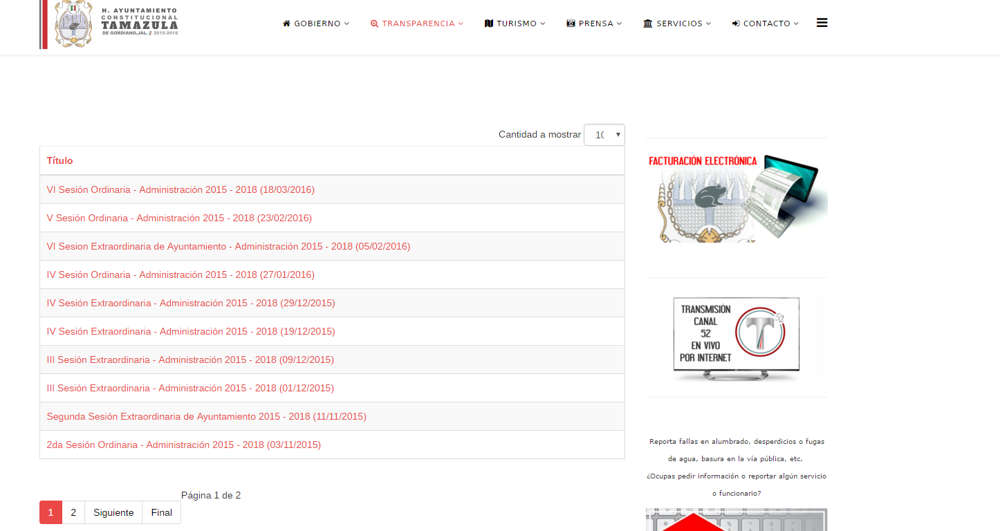 H. AYUNTAMIENTO
CONSTITUCIONAL
TAMAZULA
DE GORDIANO,JAL. // 2015-2018
GOBIERNO
TRANSPARENCIA
TURISMO
PRENSA
SERVICIOS
CONTACTO
Cantidad a mostrar 10
Título
VI Sesión Ordinaria - Administración 2015 - 2018 (18/03/2016)
V Sesión Ordinaria - Administración 2015 - 2018 (23/02/2016)
VI Sesion Extraordinaria de Ayuntamiento - Administración 2015 - 2018 (05/02/2016)
IV Sesión Ordinaria - Administración 2015 - 2018 (27/01/2016)
IV Sesión Extraordinaria - Administración 2015 - 2018 (29/12/2015)
IV Sesión Extraordinaria - Administración 2015 - 2018 (19/12/2015)
III Sesión Extraordinaria - Administración 2015 - 2018 (09/12/2015)
III Sesión Extraordinaria - Administración 2015 - 2018 (01/12/2015)
Segunda Sesión Extraordinaria de Ayuntamiento 2015 - 2018 (11/11/2015)
2da Sesión Ordinaria - Administración 2015 - 2018 (03/11/2015)
Página 1 de 2
1 2 Siguiente Final
FACTURACIÓN ELECTRÓNICA
TRANSMISIÓN
CANAL
52
EN VIVO
POR INTERNET
T 52
Reporta fallas en alumbrado, desperdicios o fugas
de agua, basura en la vía pública, etc.
¿Ocupas pedir información o reportar algún servicio
o funcionario?